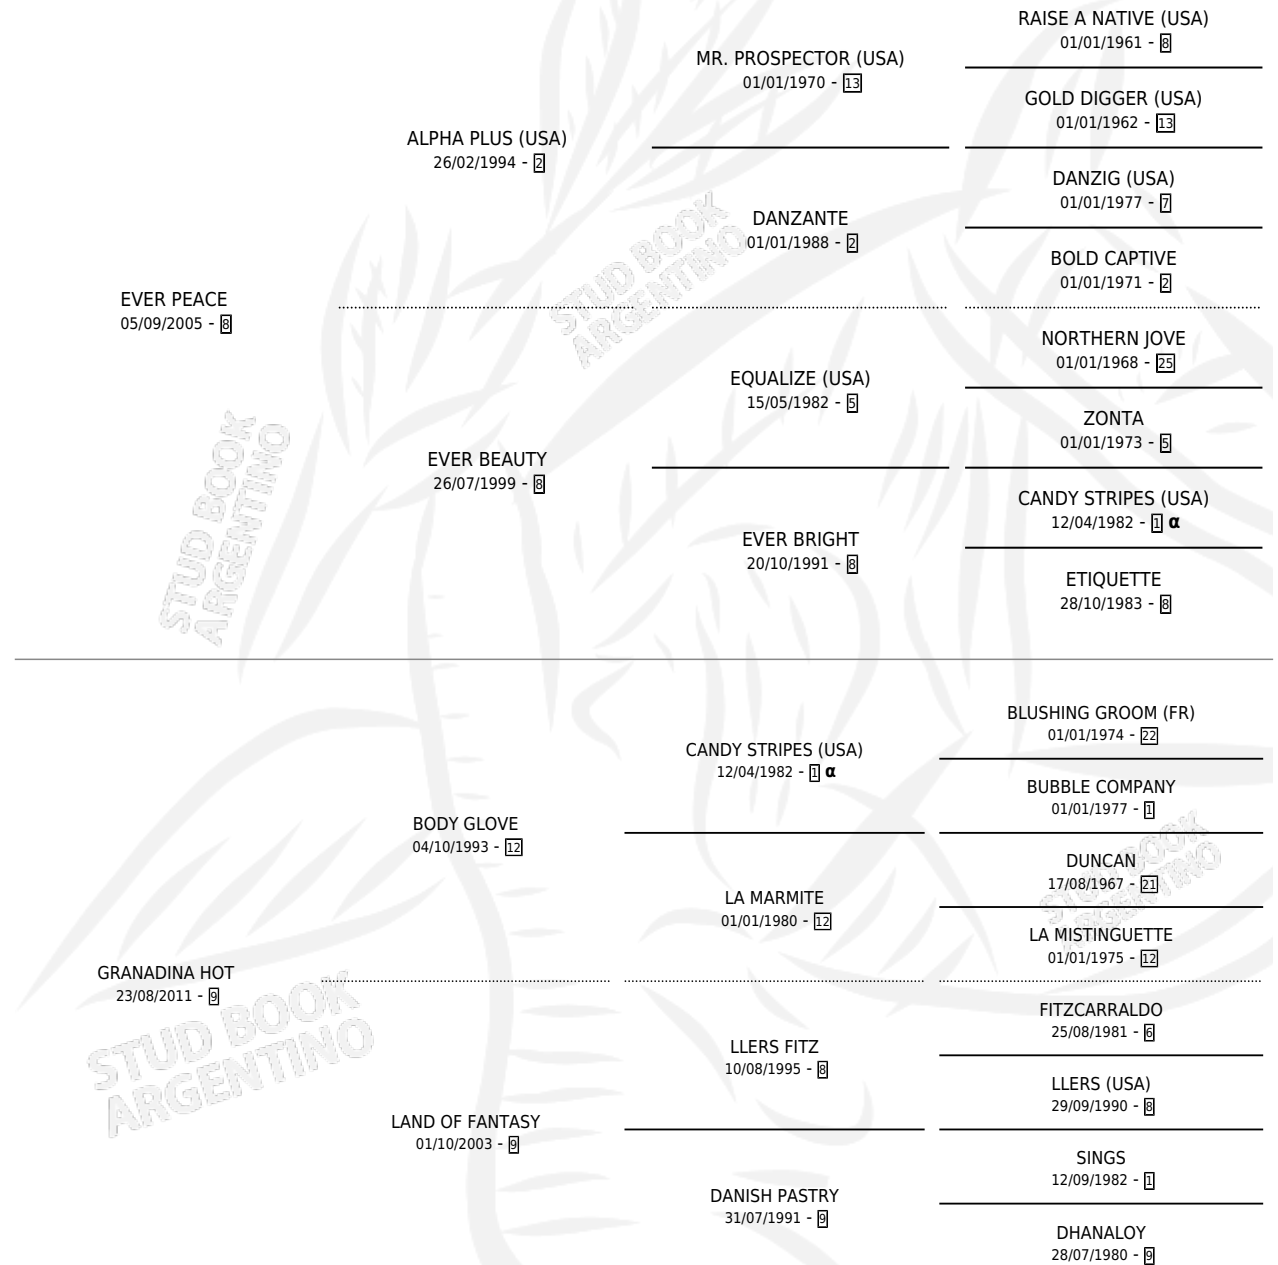 RAISE A NATIVE (USA)
01/01/1961 - 8
MR. PROSPECTOR (USA)
01/01/1970 - 13
GOLD DIGGER (USA)
01/01/1962 - 13
ALPHA PLUS (USA)
26/02/1994 - 2
DANZIG (USA)
01/01/1977 - 7
DANZANTE
01/01/1988 - 2
BOLD CAPTIVE
01/01/1971 - 2
EVER PEACE
05/09/2005 - 8
NORTHERN JOVE
01/01/1968 - 25
EQUALIZE (USA)
15/05/1982 - 5
ZONTA
01/01/1973 - 5
EVER BEAUTY
26/07/1999 - 8
CANDY STRIPES (USA)
12/04/1982 - 1 α
EVER BRIGHT
20/10/1991 - 8
ETIQUETTE
28/10/1983 - 8
BLUSHING GROOM (FR)
01/01/1974 - 22
CANDY STRIPES (USA)
12/04/1982 - 1 α
BUBBLE COMPANY
01/01/1977 - 1
BODY GLOVE
04/10/1993 - 12
DUNCAN
17/08/1967 - 21
LA MARMITE
01/01/1980 - 12
LA MISTINGUETTE
01/01/1975 - 12
GRANADINA HOT
23/08/2011 - 9
FITZCARRALDO
25/08/1981 - 6
LLERS FITZ
10/08/1995 - 8
LLERS (USA)
29/09/1990 - 8
LAND OF FANTASY
01/10/2003 - 9
SINGS
12/09/1982 - 1
DANISH PASTRY
31/07/1991 - 9
DHANALOY
28/07/1980 - 9
STUD BOOK
ARGENTINO
STUD BOOK
ARGENTINO
STUD BOOK
ARGENTINO
STUD BOOK
ARGENTINO